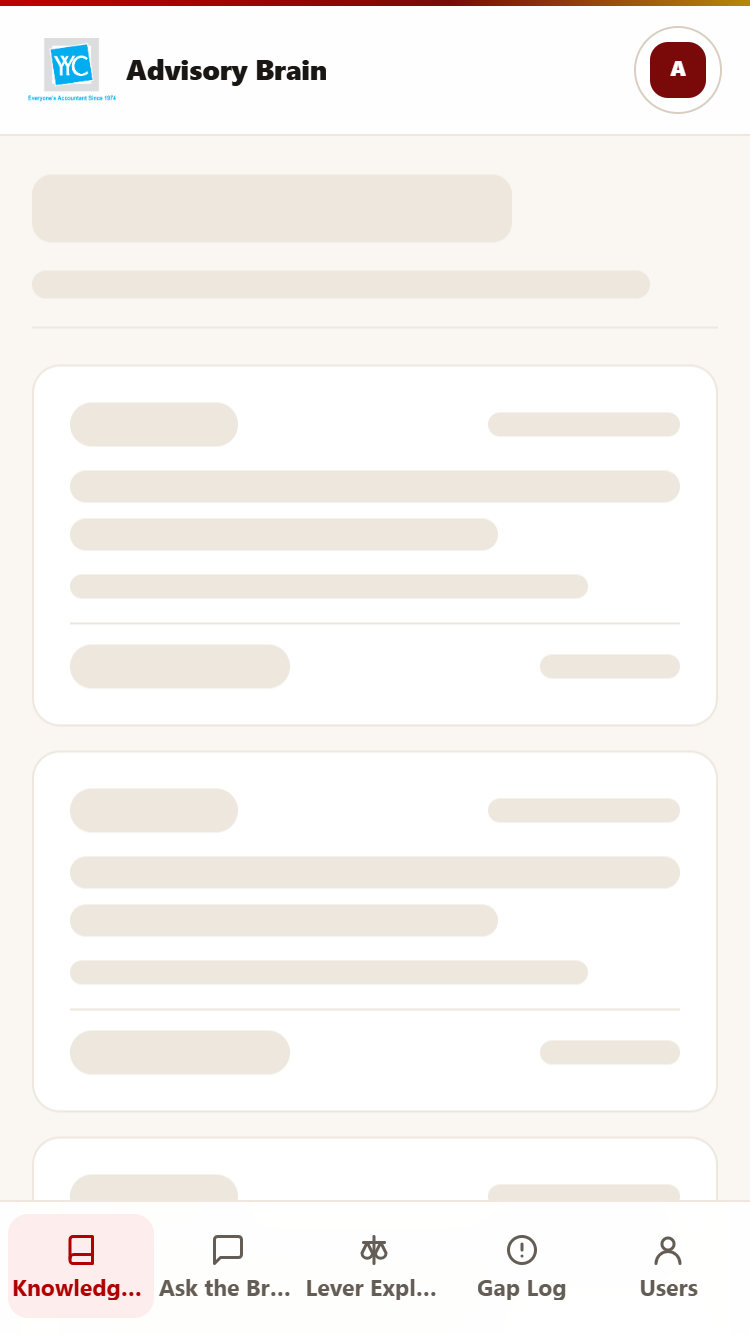 YYC
Everyone's Accountant Since 1974
Advisory Brain
A
Knowledg...
Ask the Br...
Lever Expl...
Gap Log
Users